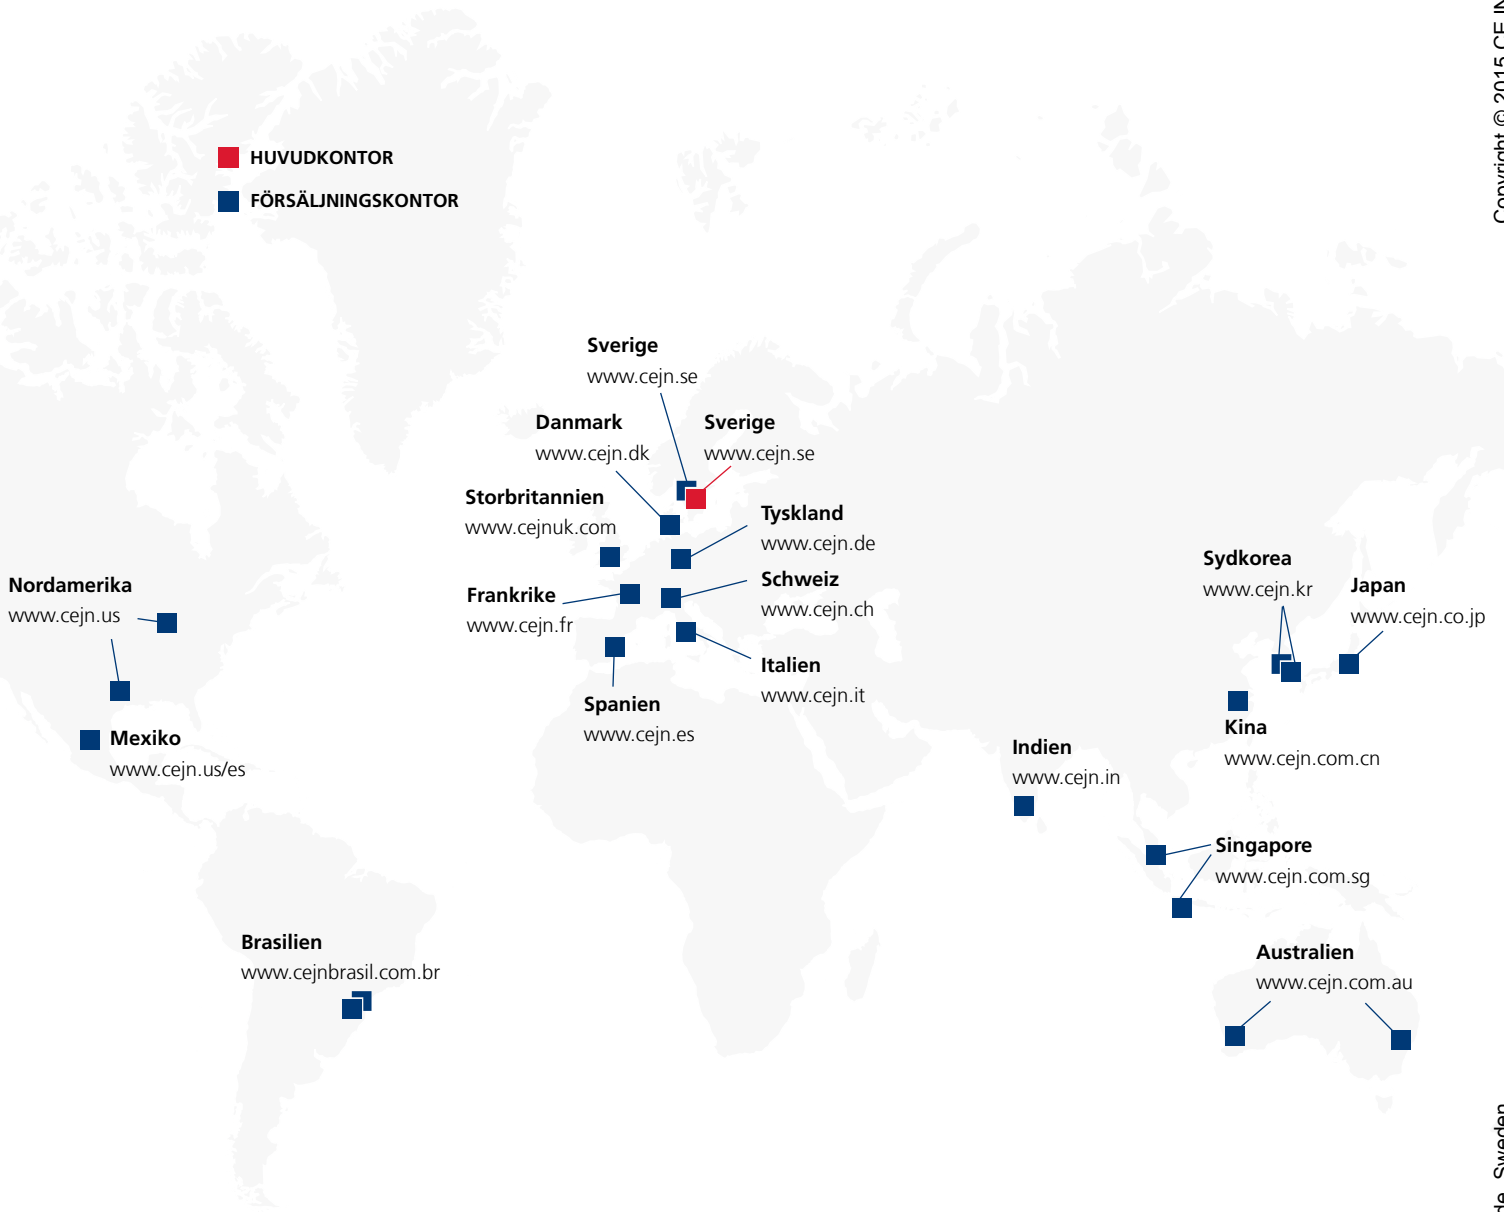 HUVUDKONTOR
FÖRSÄLJNINGSKONTOR
Sverige
www.cejn.se
Danmark
www.cejn.dk
Sverige
www.cejn.se
Storbritannien
www.cejnuk.com
Tyskland
www.cejn.de
Frankrike
www.cejn.fr
Schweiz
www.cejn.ch
Italien
www.cejn.it
Spanien
www.cejn.es
Nordamerika
www.cejn.us
Mexiko
www.cejn.us/es
Brasilien
www.cejnbrasil.com.br
Sydkorea
www.cejn.kr
Japan
www.cejn.co.jp
Kina
www.cejn.com.cn
Indien
www.cejn.in
Singapore
www.cejn.com.sg
Australien
www.cejn.com.au
Copyright © 2015 CEJN
Sweden